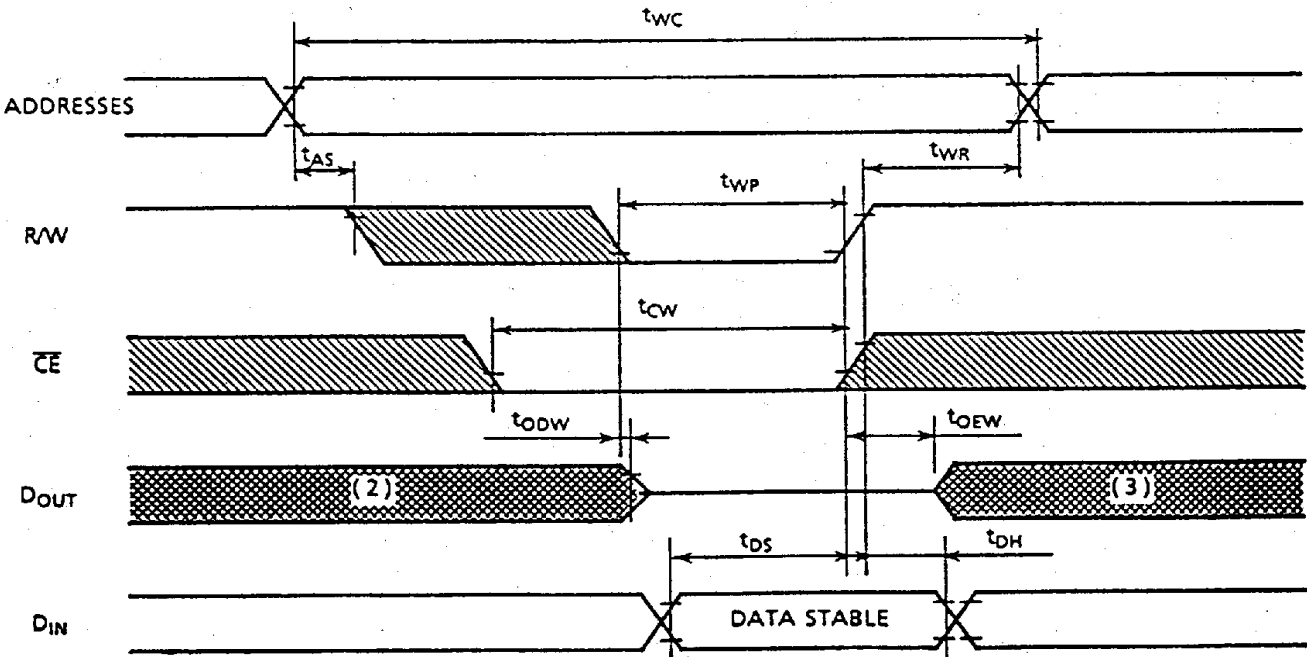 tWC
ADDRESSES
tAS
tWR
tWP
R/W
tCW
CE
tODW
tOEW
DOUT
(2)
(3)
tDS
tDH
DIN
DATA STABLE